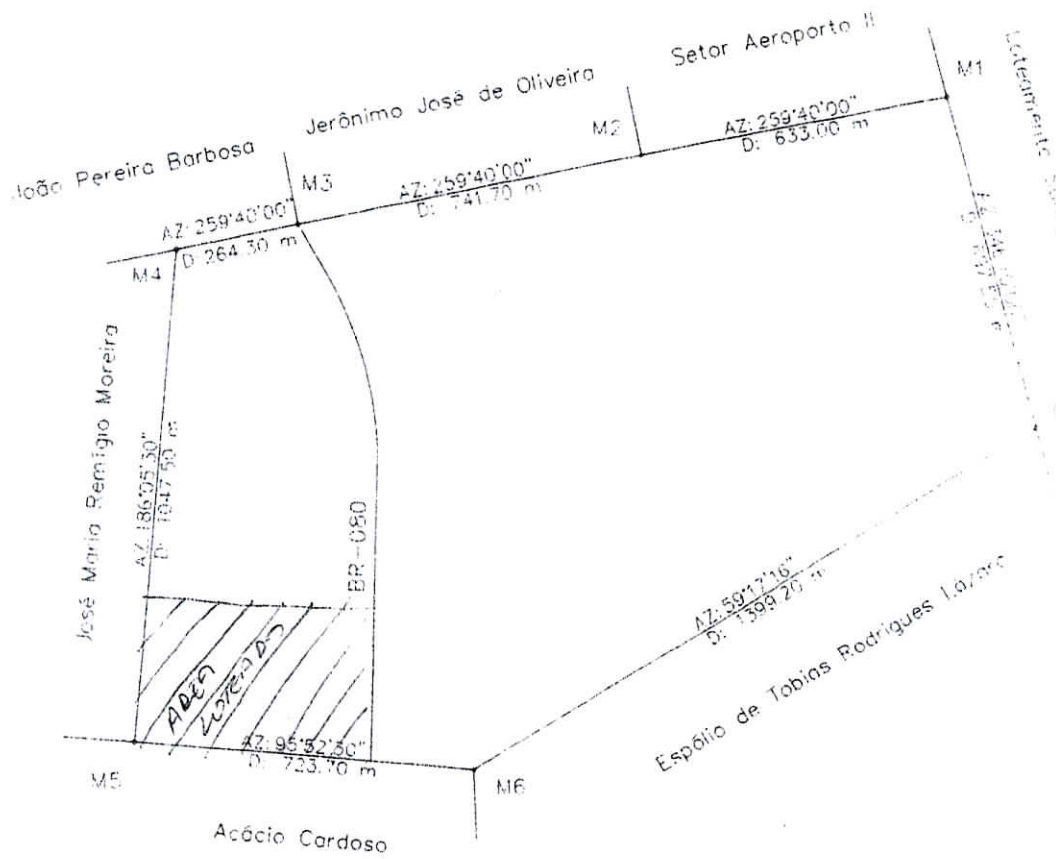 Setor Aeroporto II
M1
Loteamento
Jerônimo José de Oliveira
M2
AZ: 259°40'00"
D: 633.00 m
João Pereira Barbosa
M3
AZ: 259°40'00"
D: 741.70 m
AZ: 259°40'00"
D: 264.30 m
M4
José Maria Remígio Moreira
AZ: 186°05'30"
D: 1047.50 m
BR-080
AZ: 59°17'16"
D: 1399.20 m
Espólio de Tobias Rodrigues Lázaro
AREA
LOTEADO
AZ: 95°52'30"
D: 723.70 m
M5
M6
Acácio Cardoso